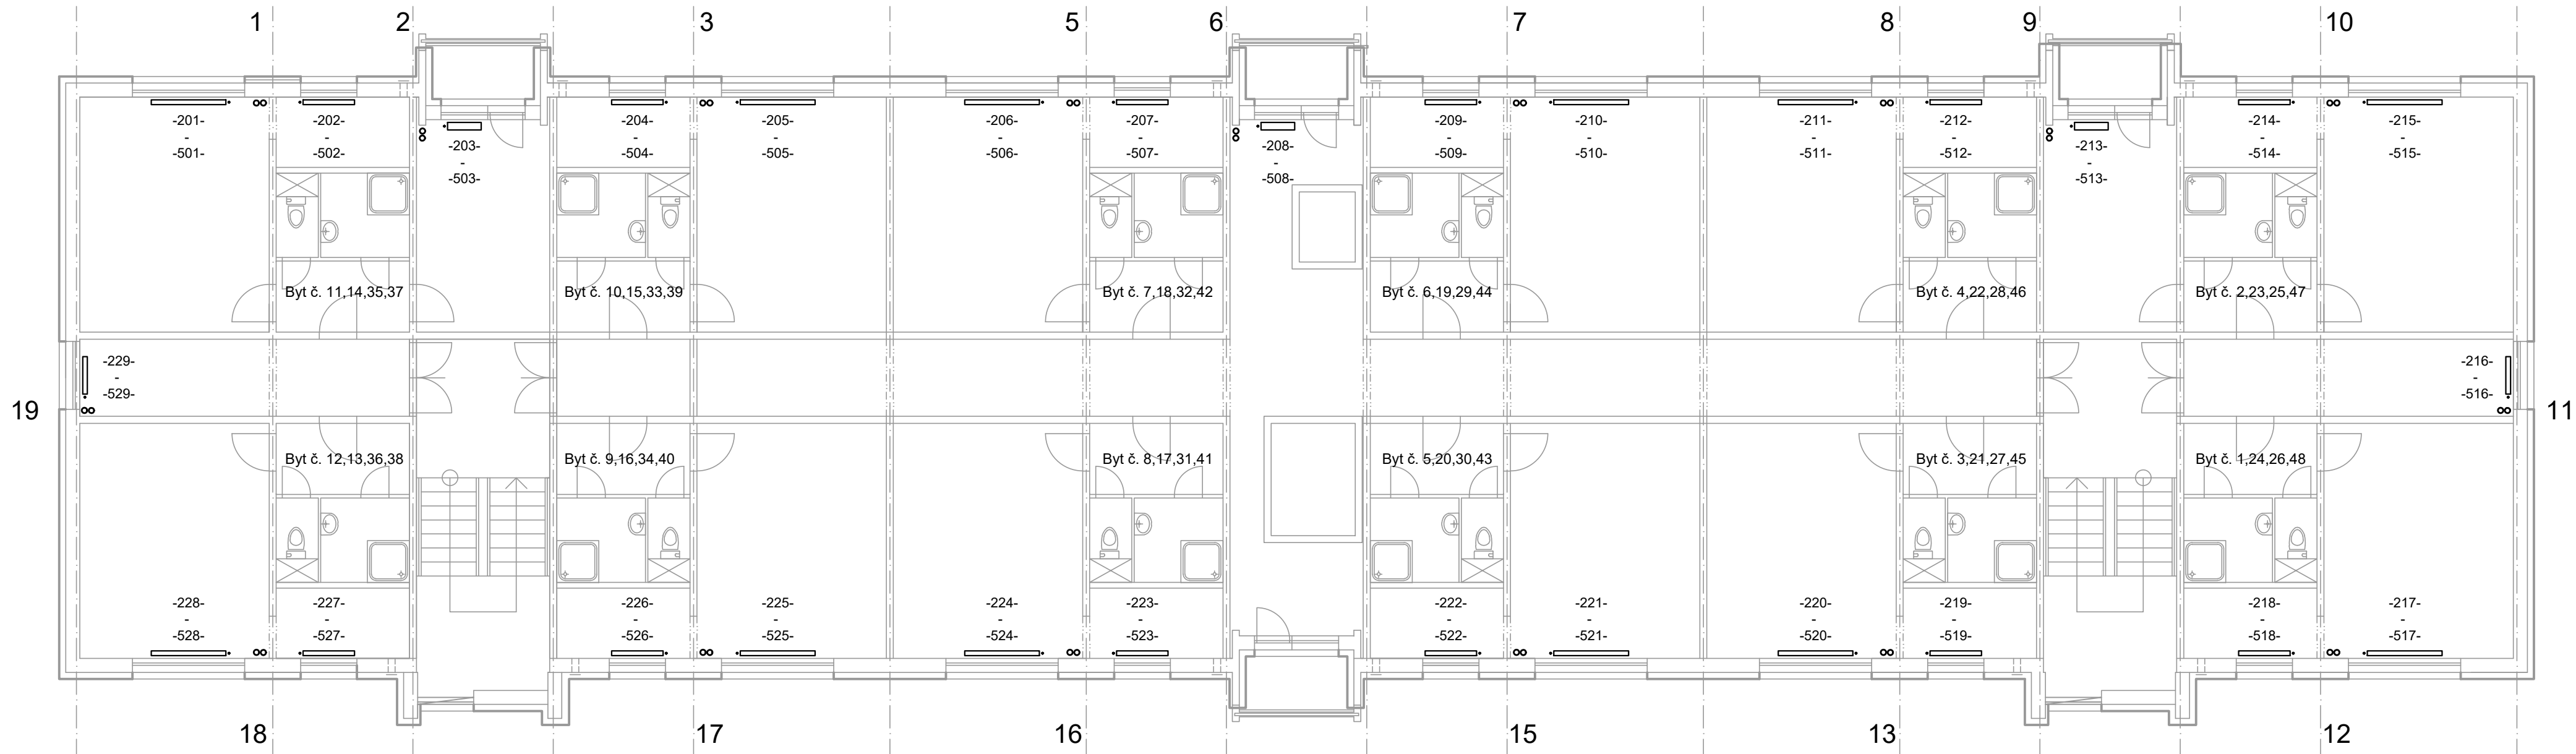 1 2 3 5 6 7 8 9 10
-201- -202- -204- -205- -206- -207- -209- -210- -211- -212- -214- -215-
- - - - - - - - - - - -
-501- -502- -504- -505- -506- -507- -509- -510- -511- -512- -514- -515-
-203- -208- -213-
- - -
-503- -508- -513-
Byt č. 11,14,35,37 Byt č. 10,15,33,39 Byt č. 7,18,32,42 Byt č. 6,19,29,44 Byt č. 4,22,28,46 Byt č. 2,23,25,47
-229- -216-
- -
-529- -516-
19 11
Byt č. 12,13,36,38 Byt č. 9,16,34,40 Byt č. 8,17,31,41 Byt č. 5,20,30,43 Byt č. 3,21,27,45 Byt č. 1,24,26,48
-228- -227- -226- -225- -224- -223- -222- -221- -220- -219- -218- -217-
- - - - - - - - - - - -
-528- -527- -526- -525- -524- -523- -522- -521- -520- -519- -518- -517-
18 17 16 15 13 12